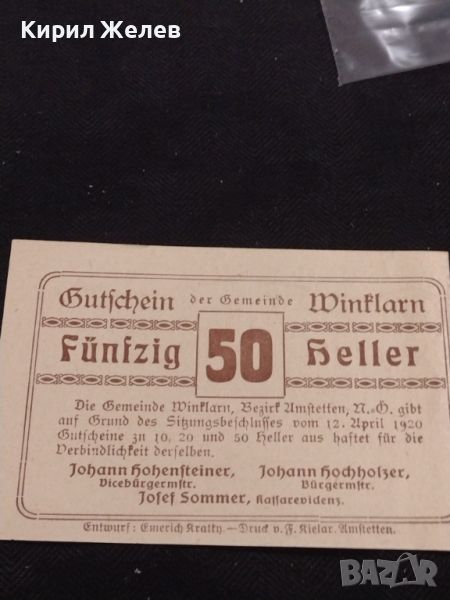 Кирил Желев
Gutschein der Gemeinde Winklarn
Fünfzig 50 Heller
Die Gemeinde Winklarn, Bezirk Amstetten, N.-Ö. gibt
auf Grund des Sitzungsbeschlusses vom 12. April 1920
Gutscheine zu 10, 20 und 50 Heller aus haftet für die
Verbindlichkeit derselben.
Johann Hohensteiner, Johann Hochholzer,
Vicebürgermstr. Bürgermstr.
Josef Sommer, Kassarevidenz.
Entwurf: Emerich Kratky. — Druck v. F. Kielar, Amstetten.
BAZAR